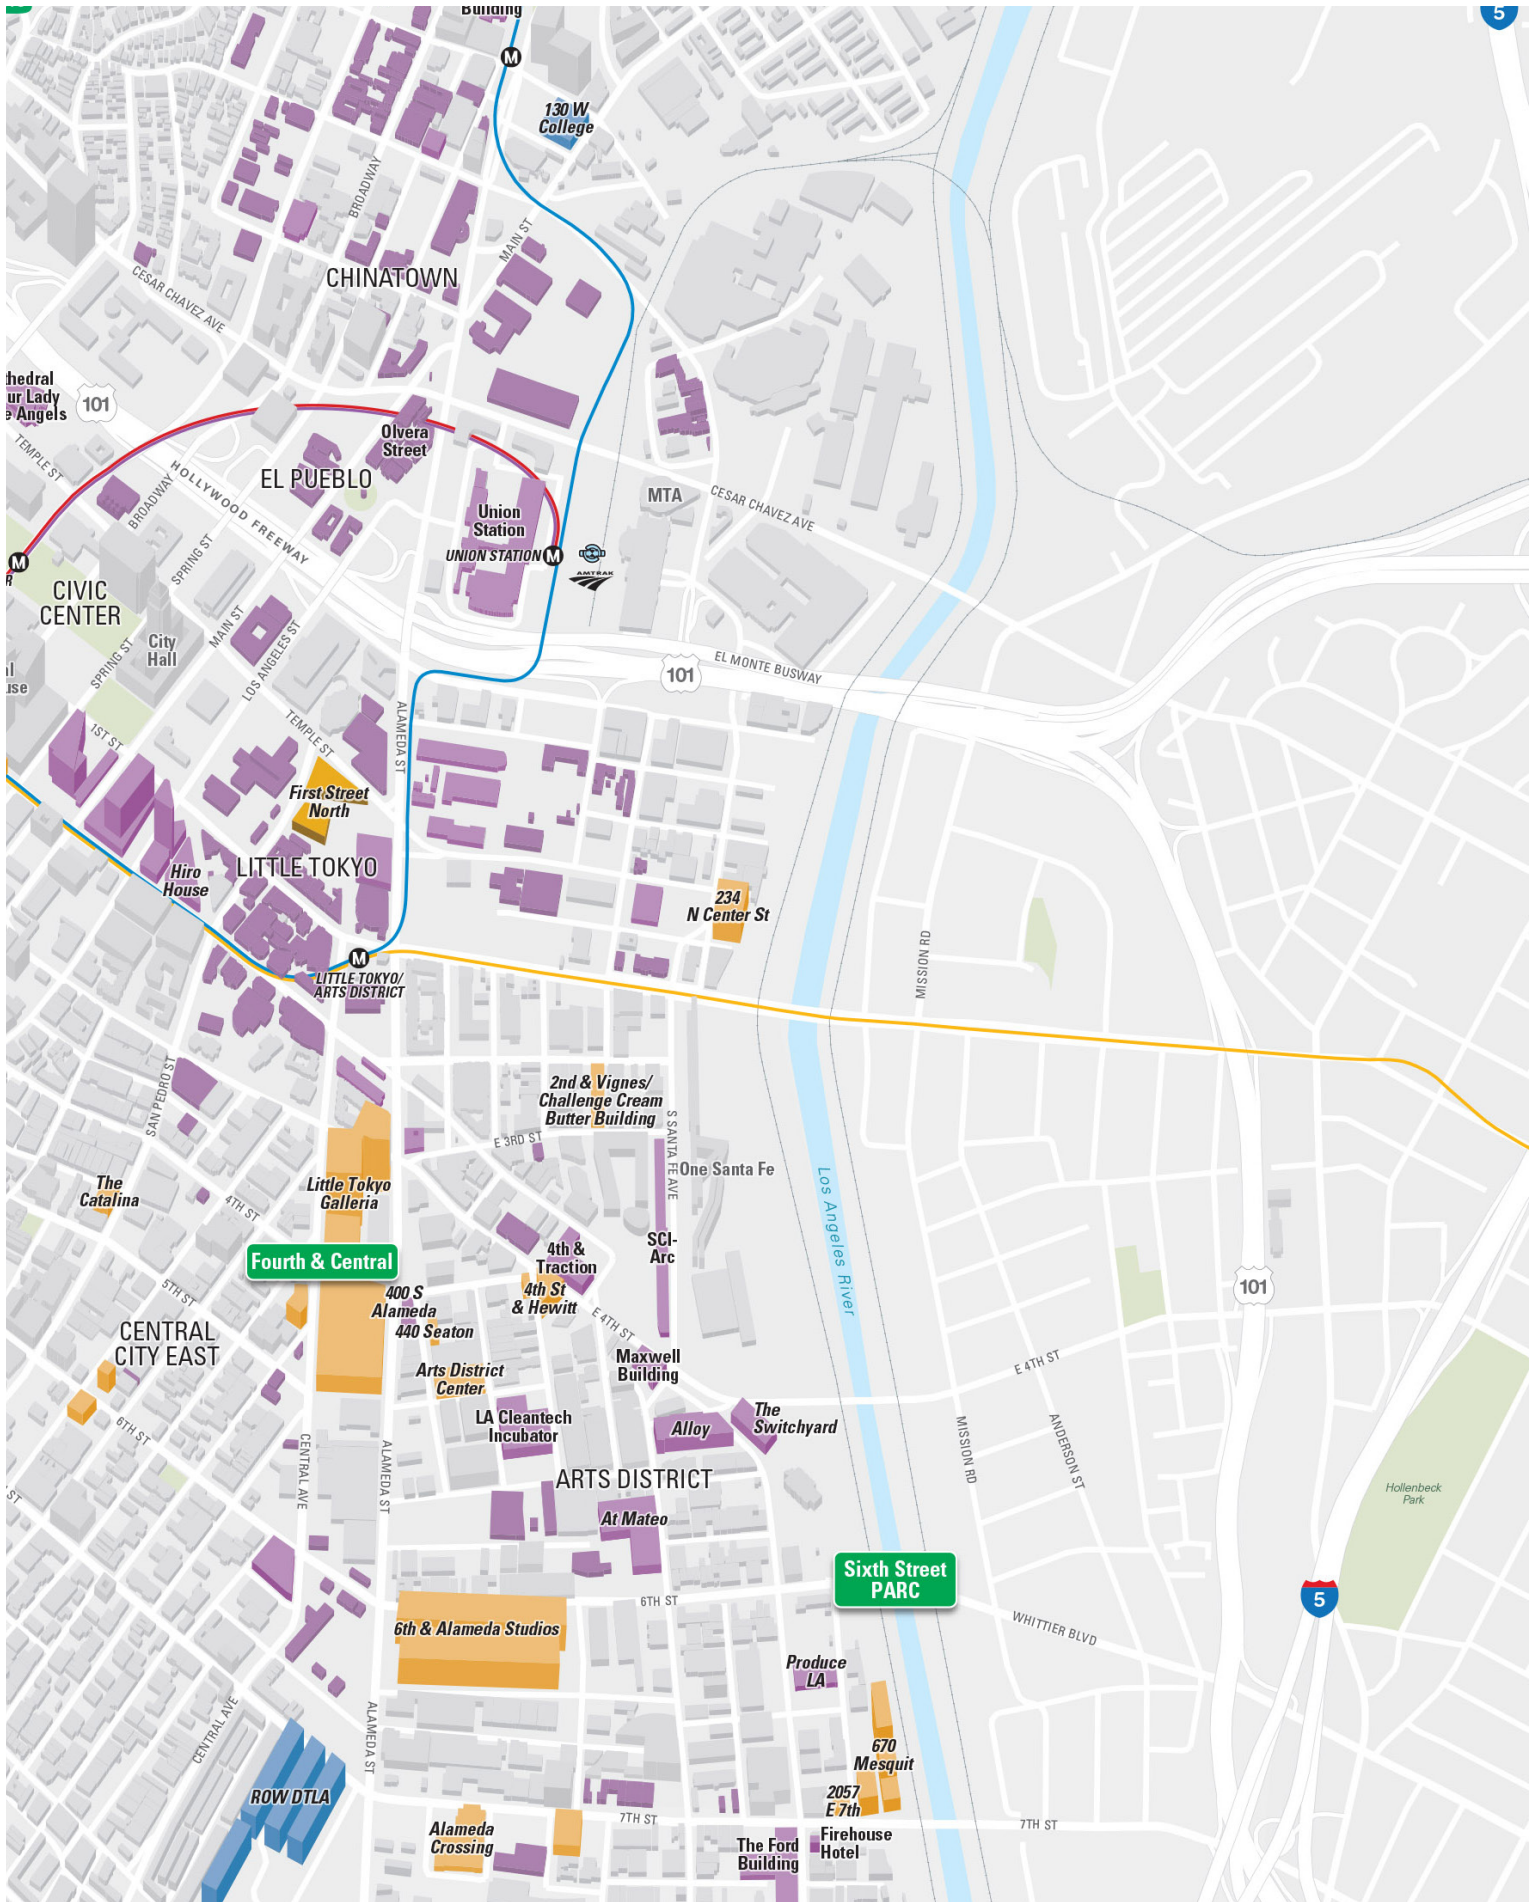 Building
5
M
130 W
College
BROADWAY
MAIN ST
CHINATOWN
CESAR CHAVEZ AVE
thedral
ur Lady
e Angels
101
Olvera
Street
TEMPLE ST
EL PUEBLO
BROADWAY
HOLLYWOOD FREEWAY
MTA
CESAR CHAVEZ AVE
Union
Station
UNION STATION
M
AMTRAK
M
R
SPRING ST
CIVIC
CENTER
MAIN ST
City
Hall
LOS ANGELES ST
SPRING ST
al
use
101
EL MONTE BUSWAY
1ST ST
TEMPLE ST
ALAMEDA ST
First Street
North
LITTLE TOKYO
Hiro
House
234
N Center St
MISSION RD
M
LITTLE TOKYO/
ARTS DISTRICT
SAN PEDRO ST
2nd & Vignes/
Challenge Cream
Butter Building
S SANTA FE AVE
E 3RD ST
One Santa Fe
Los Angeles River
The
Catalina
Little Tokyo
Galleria
4TH ST
SCI-
Arc
4th &
Traction
Fourth & Central
5TH ST
400 S
Alameda
4th St
& Hewitt
101
E 4TH ST
440 Seaton
CENTRAL
CITY EAST
Maxwell
Building
E 4TH ST
Arts District
Center
6TH ST
LA Cleantech
Incubator
Alloy
The
Switchyard
CENTRAL AVE
ALAMEDA ST
MISSION RD
ANDERSON ST
ARTS DISTRICT
Hollenbeck
Park
ST
At Mateo
Sixth Street
PARC
5
6TH ST
WHITTIER BLVD
6th & Alameda Studios
Produce
LA
CENTRAL AVE
ALAMEDA ST
670
Mesquit
ROW DTLA
2057
E 7th
7TH ST
7TH ST
Alameda
Crossing
The Ford
Building
Firehouse
Hotel